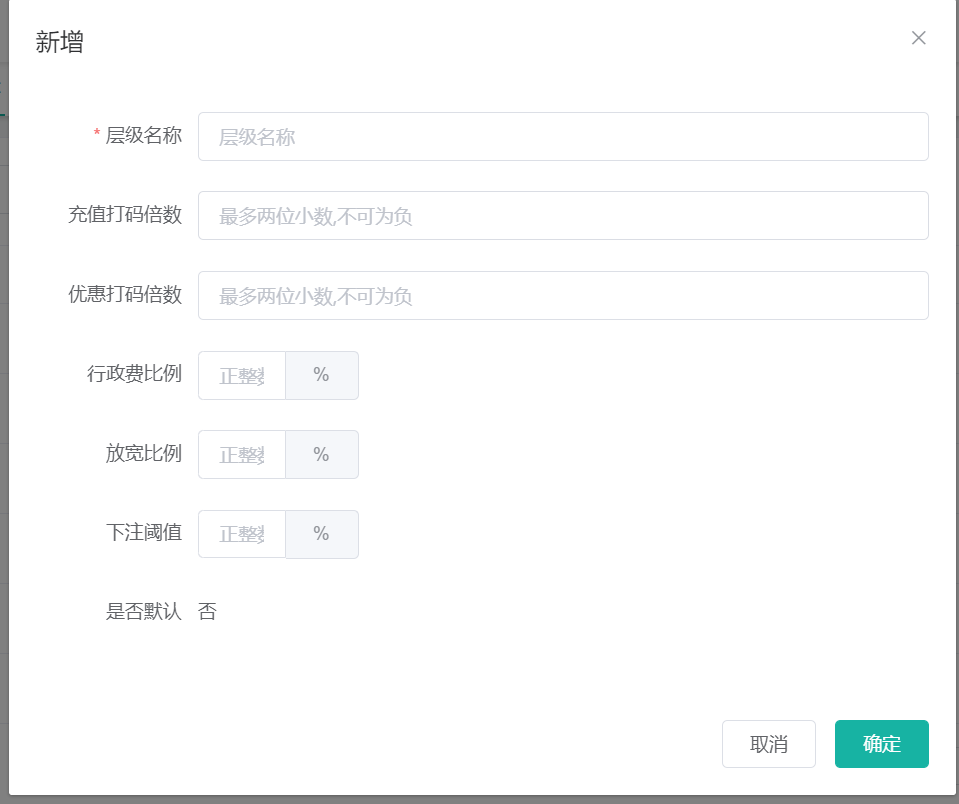 新增
* 层级名称 层级名称
充值打码倍数 最多两位小数,不可为负
优惠打码倍数 最多两位小数,不可为负
行政费比例 正整 %
放宽比例 正整 %
下注阈值 正整 %
是否默认 否
取消 确定